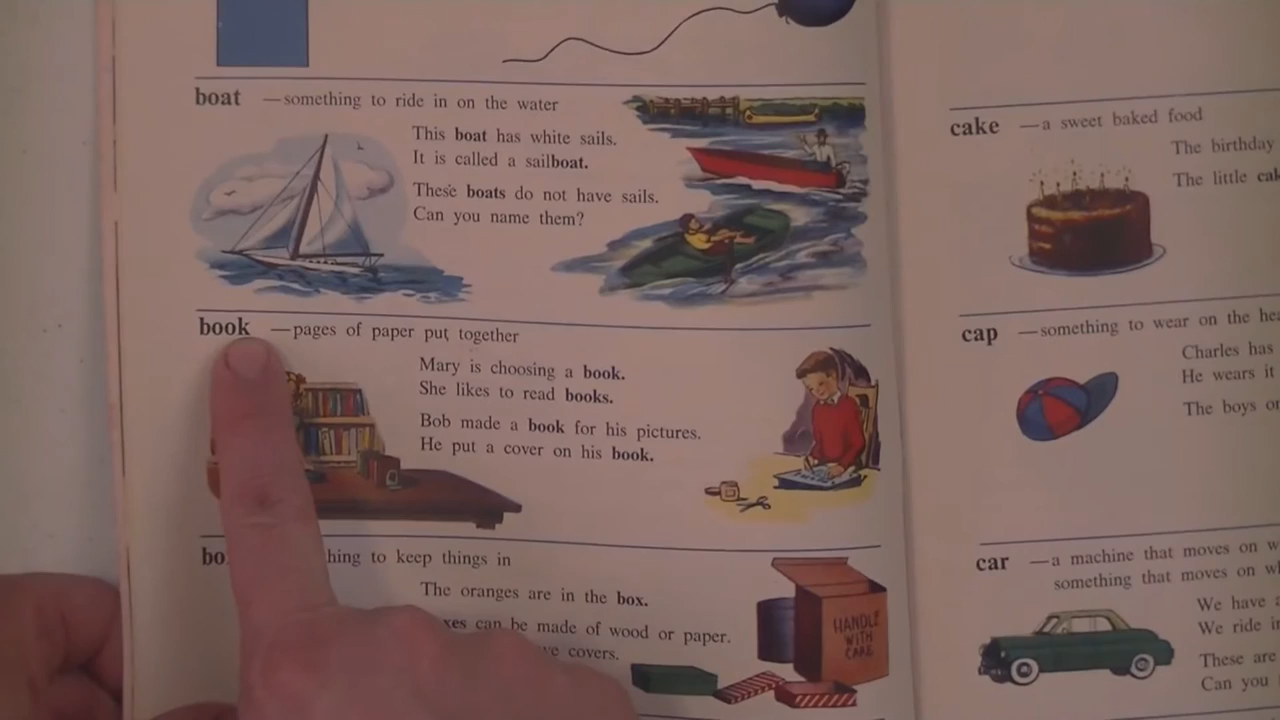 boat —something to ride in on the water
This boat has white sails.
It is called a sailboat.
These boats do not have sails.
Can you name them?
book —pages of paper put together
Mary is choosing a book.
She likes to read books.
Bob made a book for his pictures.
He put a cover on his book.
to keep things in
The oranges are in the box.
can be made of wood or paper.
covers.
HANDLE
WITH
CARE
cake —a sweet baked food
The birthday
The little
cap —something to wear on the
Charles has
He wears it
The boys
car —a machine that moves on
something that moves on
We have
We ride
These are
Can you